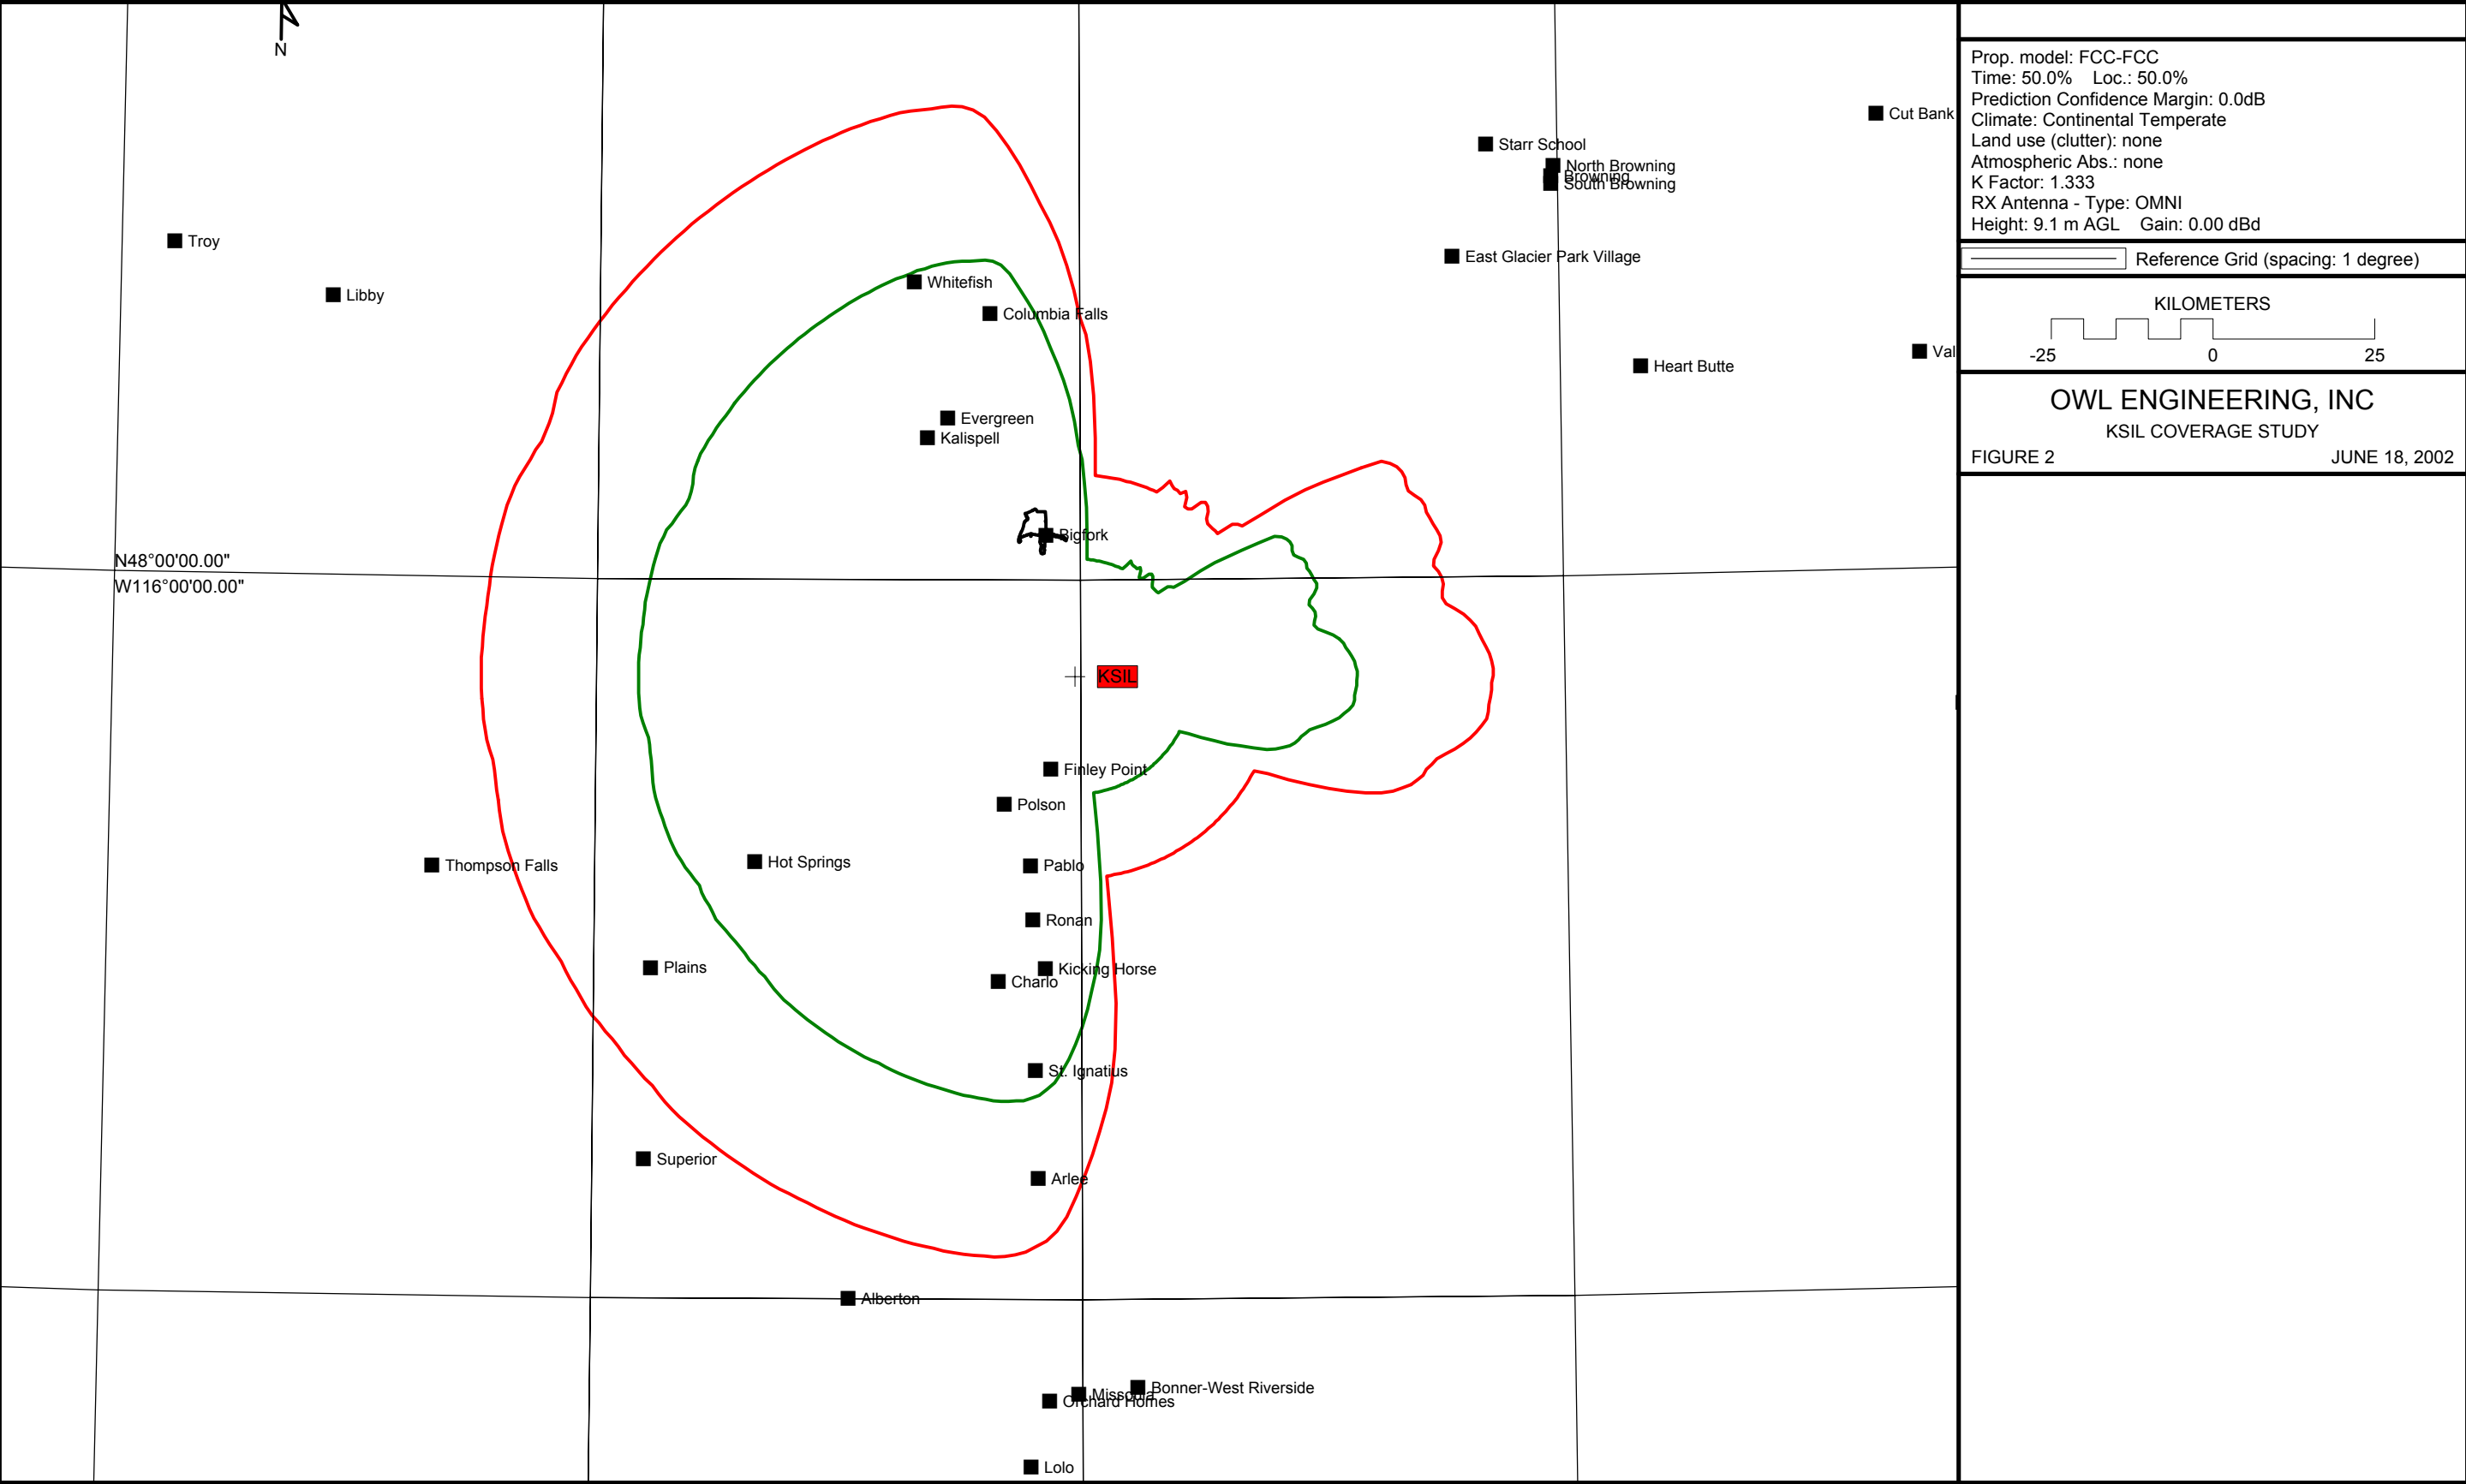 N
Cut Bank
Starr School
North Browning
Browning
South Browning
Troy
East Glacier Park Village
Whitefish
Libby
Columbia Falls
Val
Heart Butte
Evergreen
Kalispell
Bigfork
N48°00'00.00"
W116°00'00.00"
KSIL
Finley Point
Polson
Hot Springs
Thompson Falls
Pablo
Ronan
Plains
Kicking Horse
Charlo
St. Ignatius
Superior
Arlee
Alberton
Bonner-West Riverside
Missoula
Orchard Homes
Lolo
Prop. model: FCC-FCC
Time: 50.0% Loc.: 50.0%
Prediction Confidence Margin: 0.0dB
Climate: Continental Temperate
Land use (clutter): none
Atmospheric Abs.: none
K Factor: 1.333
RX Antenna - Type: OMNI
Height: 9.1 m AGL Gain: 0.00 dBd
Reference Grid (spacing: 1 degree)
KILOMETERS
-25 0 25
OWL ENGINEERING, INC
KSIL COVERAGE STUDY
FIGURE 2 JUNE 18, 2002